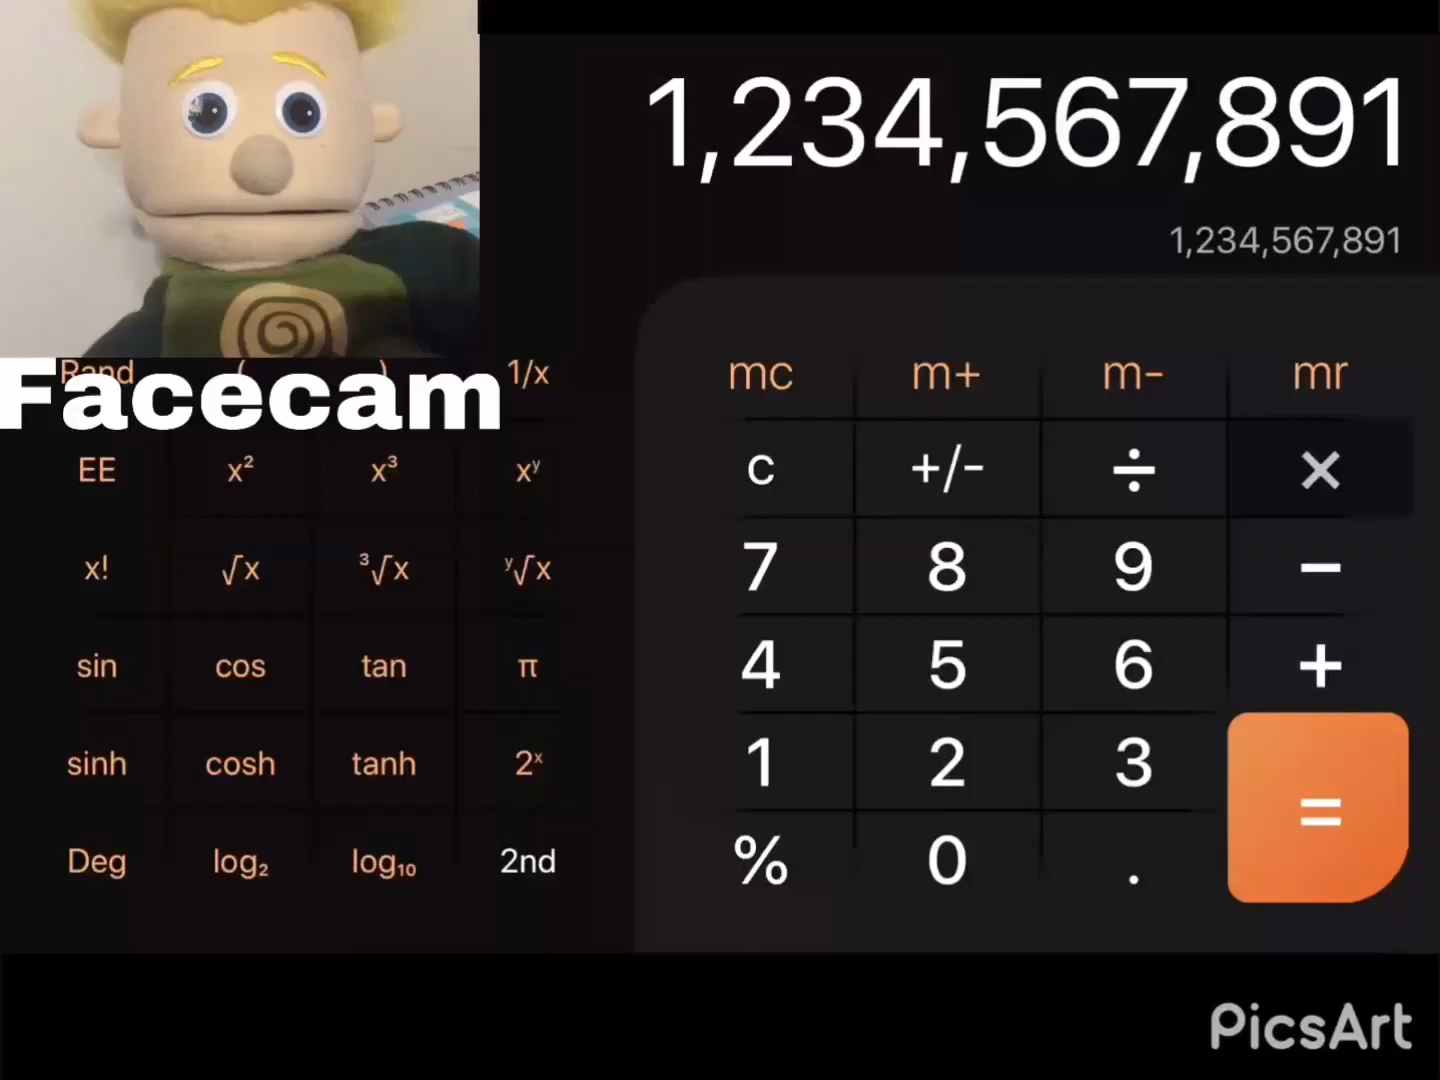 1,234,567,891
1,234,567,891
Rand ( ) 1/x mc m+ m- mr
Facecam
EE x² x³ xʸ c +/- ÷ ×
x! √x ³√x ʸ√x 7 8 9 −
sin cos tan π 4 5 6 +
sinh cosh tanh 2ˣ 1 2 3 =
Deg log₂ log₁₀ 2nd % 0 .
PicsArt